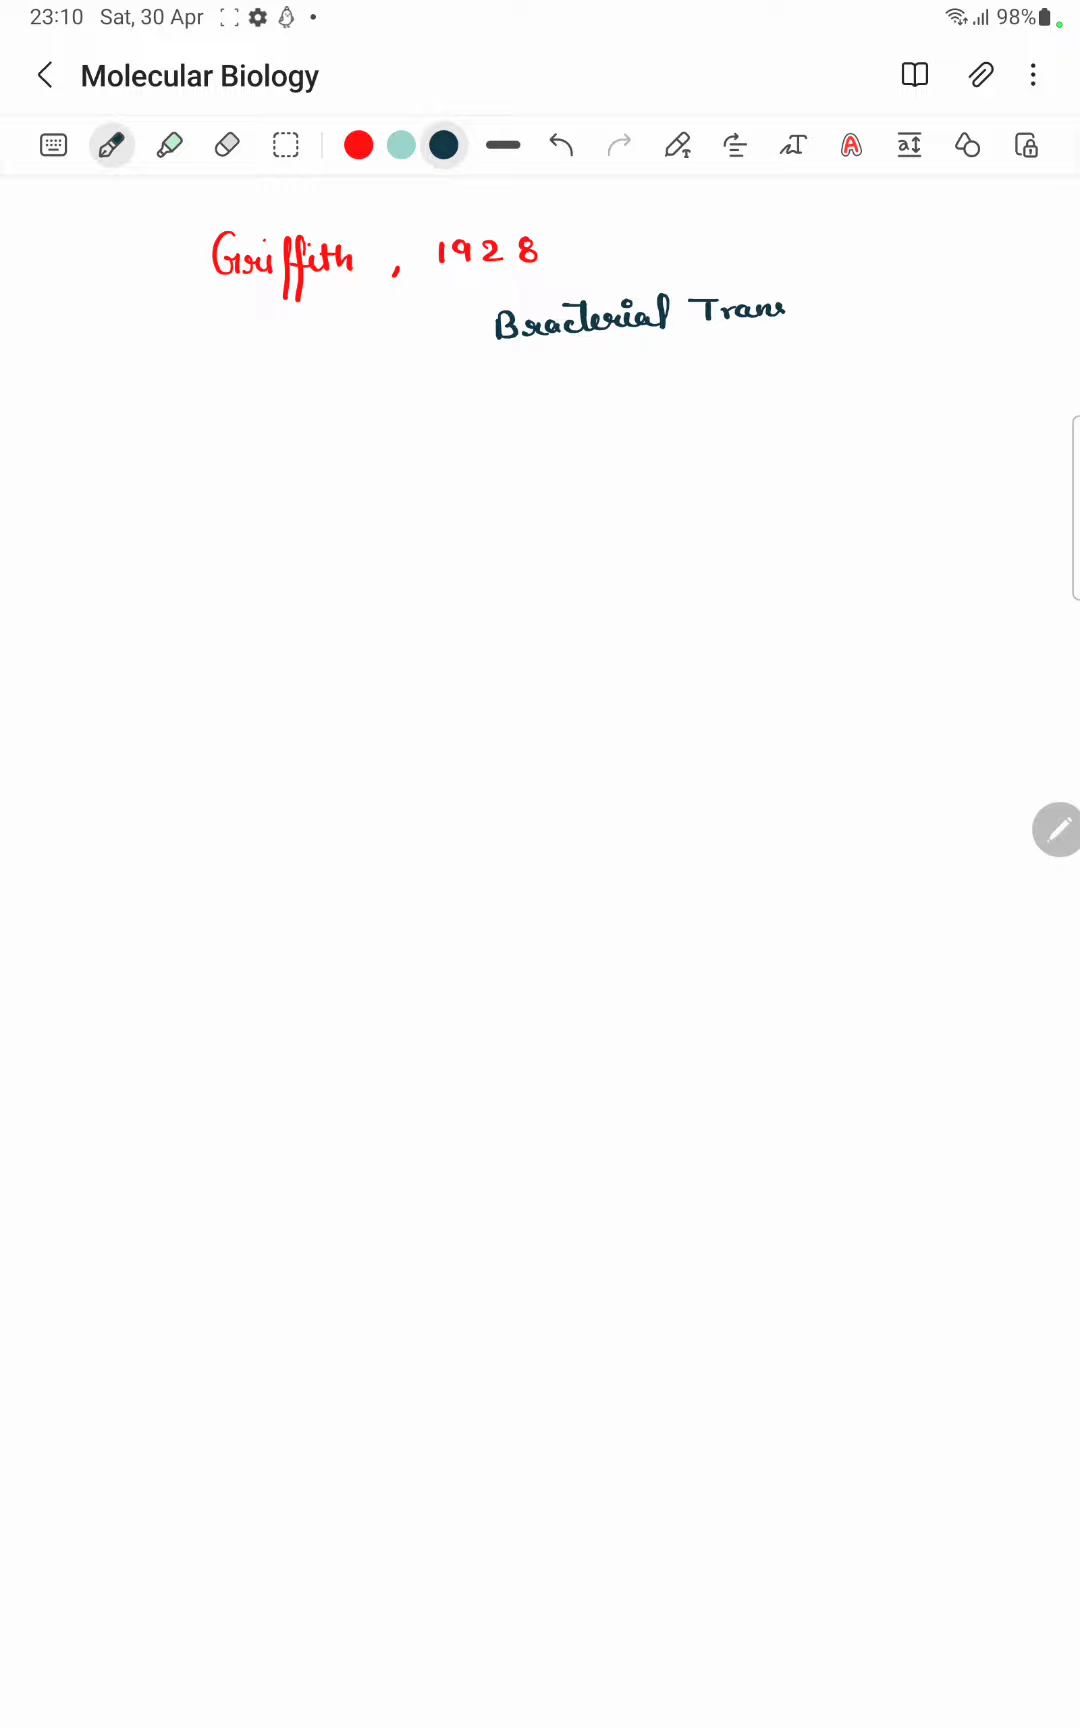 23:10 Sat, 30 Apr 98%
Molecular Biology
Griffith, 1928
Bracterial Trans